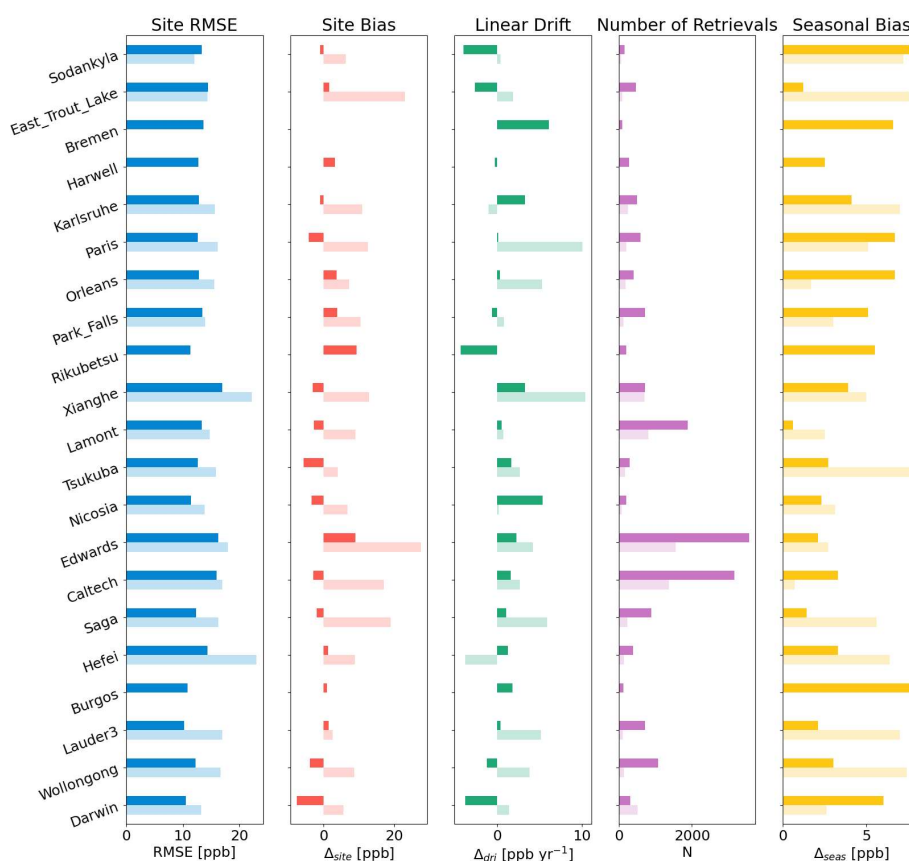 Site RMSE Site Bias Linear Drift Number of Retrievals Seasonal Bias
Sodankyla
East_Trout_Lake
Bremen
Harwell
Karlsruhe
Paris
Orleans
Park_Falls
Rikubetsu
Xianghe
Lamont
Tsukuba
Nicosia
Edwards
Caltech
Saga
Hefei
Burgos
Lauder3
Wollongong
Darwin
0 10 20 0 20 0 10 0 2000 0 5
RMSE [ppb] Δsite [ppb] Δdri [ppb yr⁻¹] N Δseas [ppb]